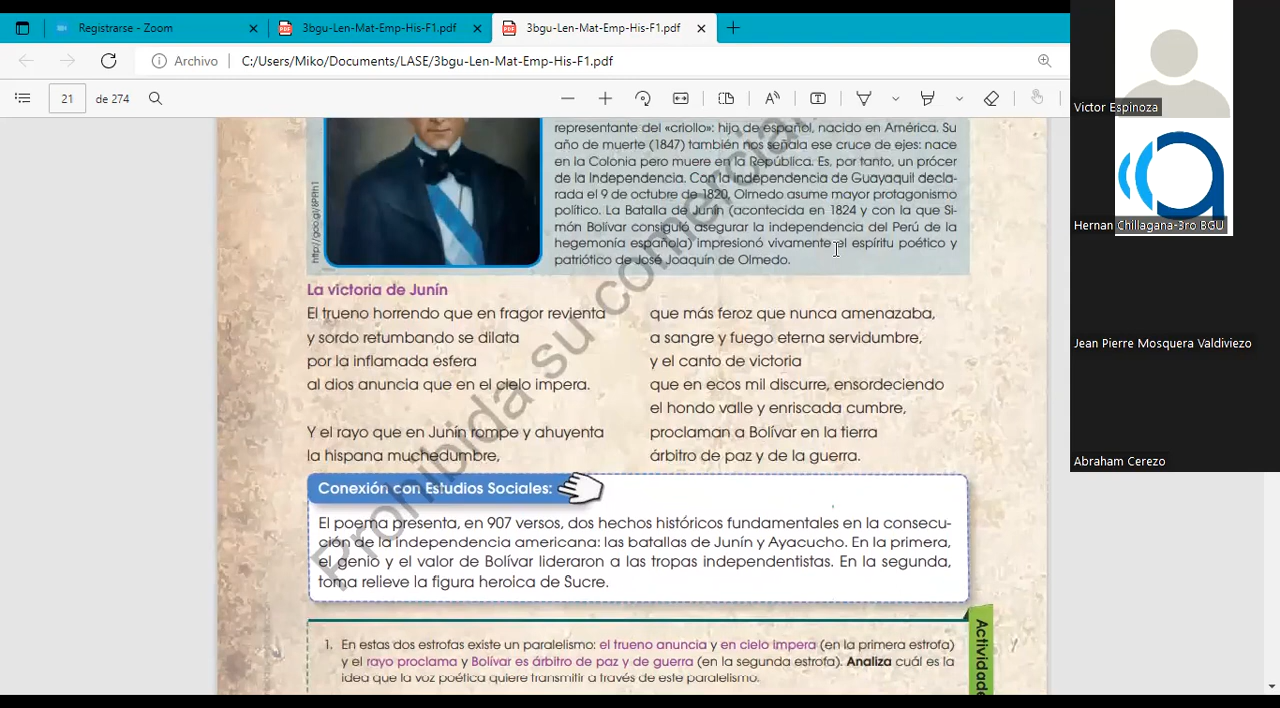 Registrarse - Zoom
3bgu-Len-Mat-Emp-His-F1.pdf
3bgu-Len-Mat-Emp-His-F1.pdf
Archivo
C:/Users/Miko/Documents/LASE/3bgu-Len-Mat-Emp-His-F1.pdf
21
de 274
representante del «criollo»: hijo de español, nacido en América. Su
año de muerte (1847) también nos señala ese cruce de ejes: nace
en la Colonia pero muere en la República. Es, por tanto, un prócer
de la Independencia. Con la independencia de Guayaquil decla-
rada el 9 de octubre de 1820, Olmedo asume mayor protagonismo
político. La Batalla de Junín (acontecida en 1824 y con la que Si-
món Bolívar consiguió asegurar la independencia del Perú de la
hegemonía española) impresionó vivamente el espíritu poético y
patriótico de José Joaquín de Olmedo.
La victoria de Junín
El trueno horrendo que en fragor revienta
y sordo retumbando se dilata
por la inflamada esfera
al dios anuncia que en el cielo impera.
Y el rayo que en Junín rompe y ahuyenta
la hispana muchedumbre,
que más feroz que nunca amenazaba,
a sangre y fuego eterna servidumbre,
y el canto de victoria
que en ecos mil discurre, ensordeciendo
el hondo valle y enriscada cumbre,
proclaman a Bolívar en la tierra
árbitro de paz y de la guerra.
Conexión con Estudios Sociales:
El poema presenta, en 907 versos, dos hechos históricos fundamentales en la consecu-
ción de la independencia americana: las batallas de Junín y Ayacucho. En la primera,
el genio y el valor de Bolívar lideraron a las tropas independentistas. En la segunda,
toma relieve la figura heroica de Sucre.
1. En estas dos estrofas existe un paralelismo: el trueno anuncia y en cielo impera (en la primera estrofa)
y el rayo proclama y Bolívar es árbitro de paz y de guerra (en la segunda estrofa). Analiza cuál es la
idea que la voz poética quiere transmitir a través de este paralelismo.
Actividade
Prohibida su comercial
Victor Espinoza
Hernan Chillagana-3ro BGU
Jean Pierre Mosquera Valdiviezo
Abraham Cerezo